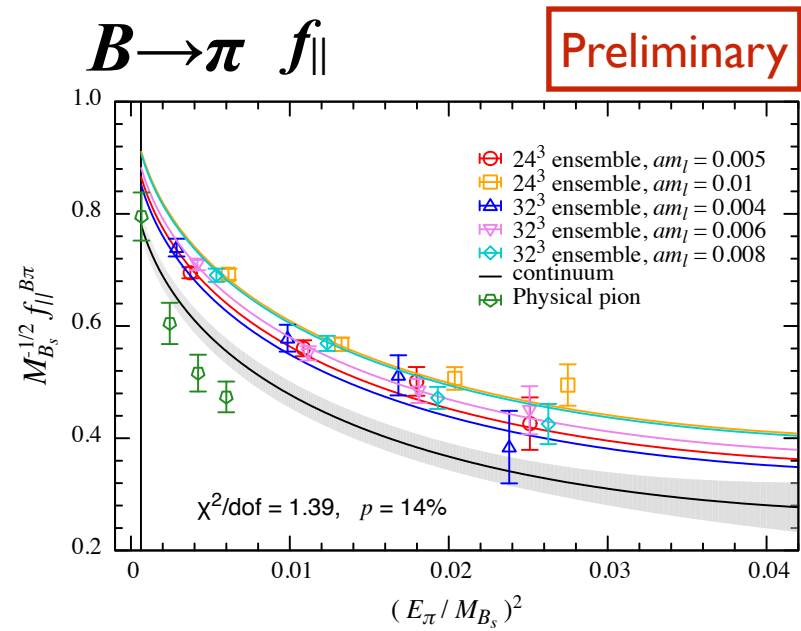 B→π f||
Preliminary
1.0
0.8
0.6
0.4
0.2
M_{B_s}^{-1/2} f_{||}^{Bπ}
24³ ensemble, am_l = 0.005
24³ ensemble, am_l = 0.01
32³ ensemble, am_l = 0.004
32³ ensemble, am_l = 0.006
32³ ensemble, am_l = 0.008
continuum
Physical pion
χ²/dof = 1.39, p = 14%
0 0.01 0.02 0.03 0.04
( E_π / M_{B_s} )²